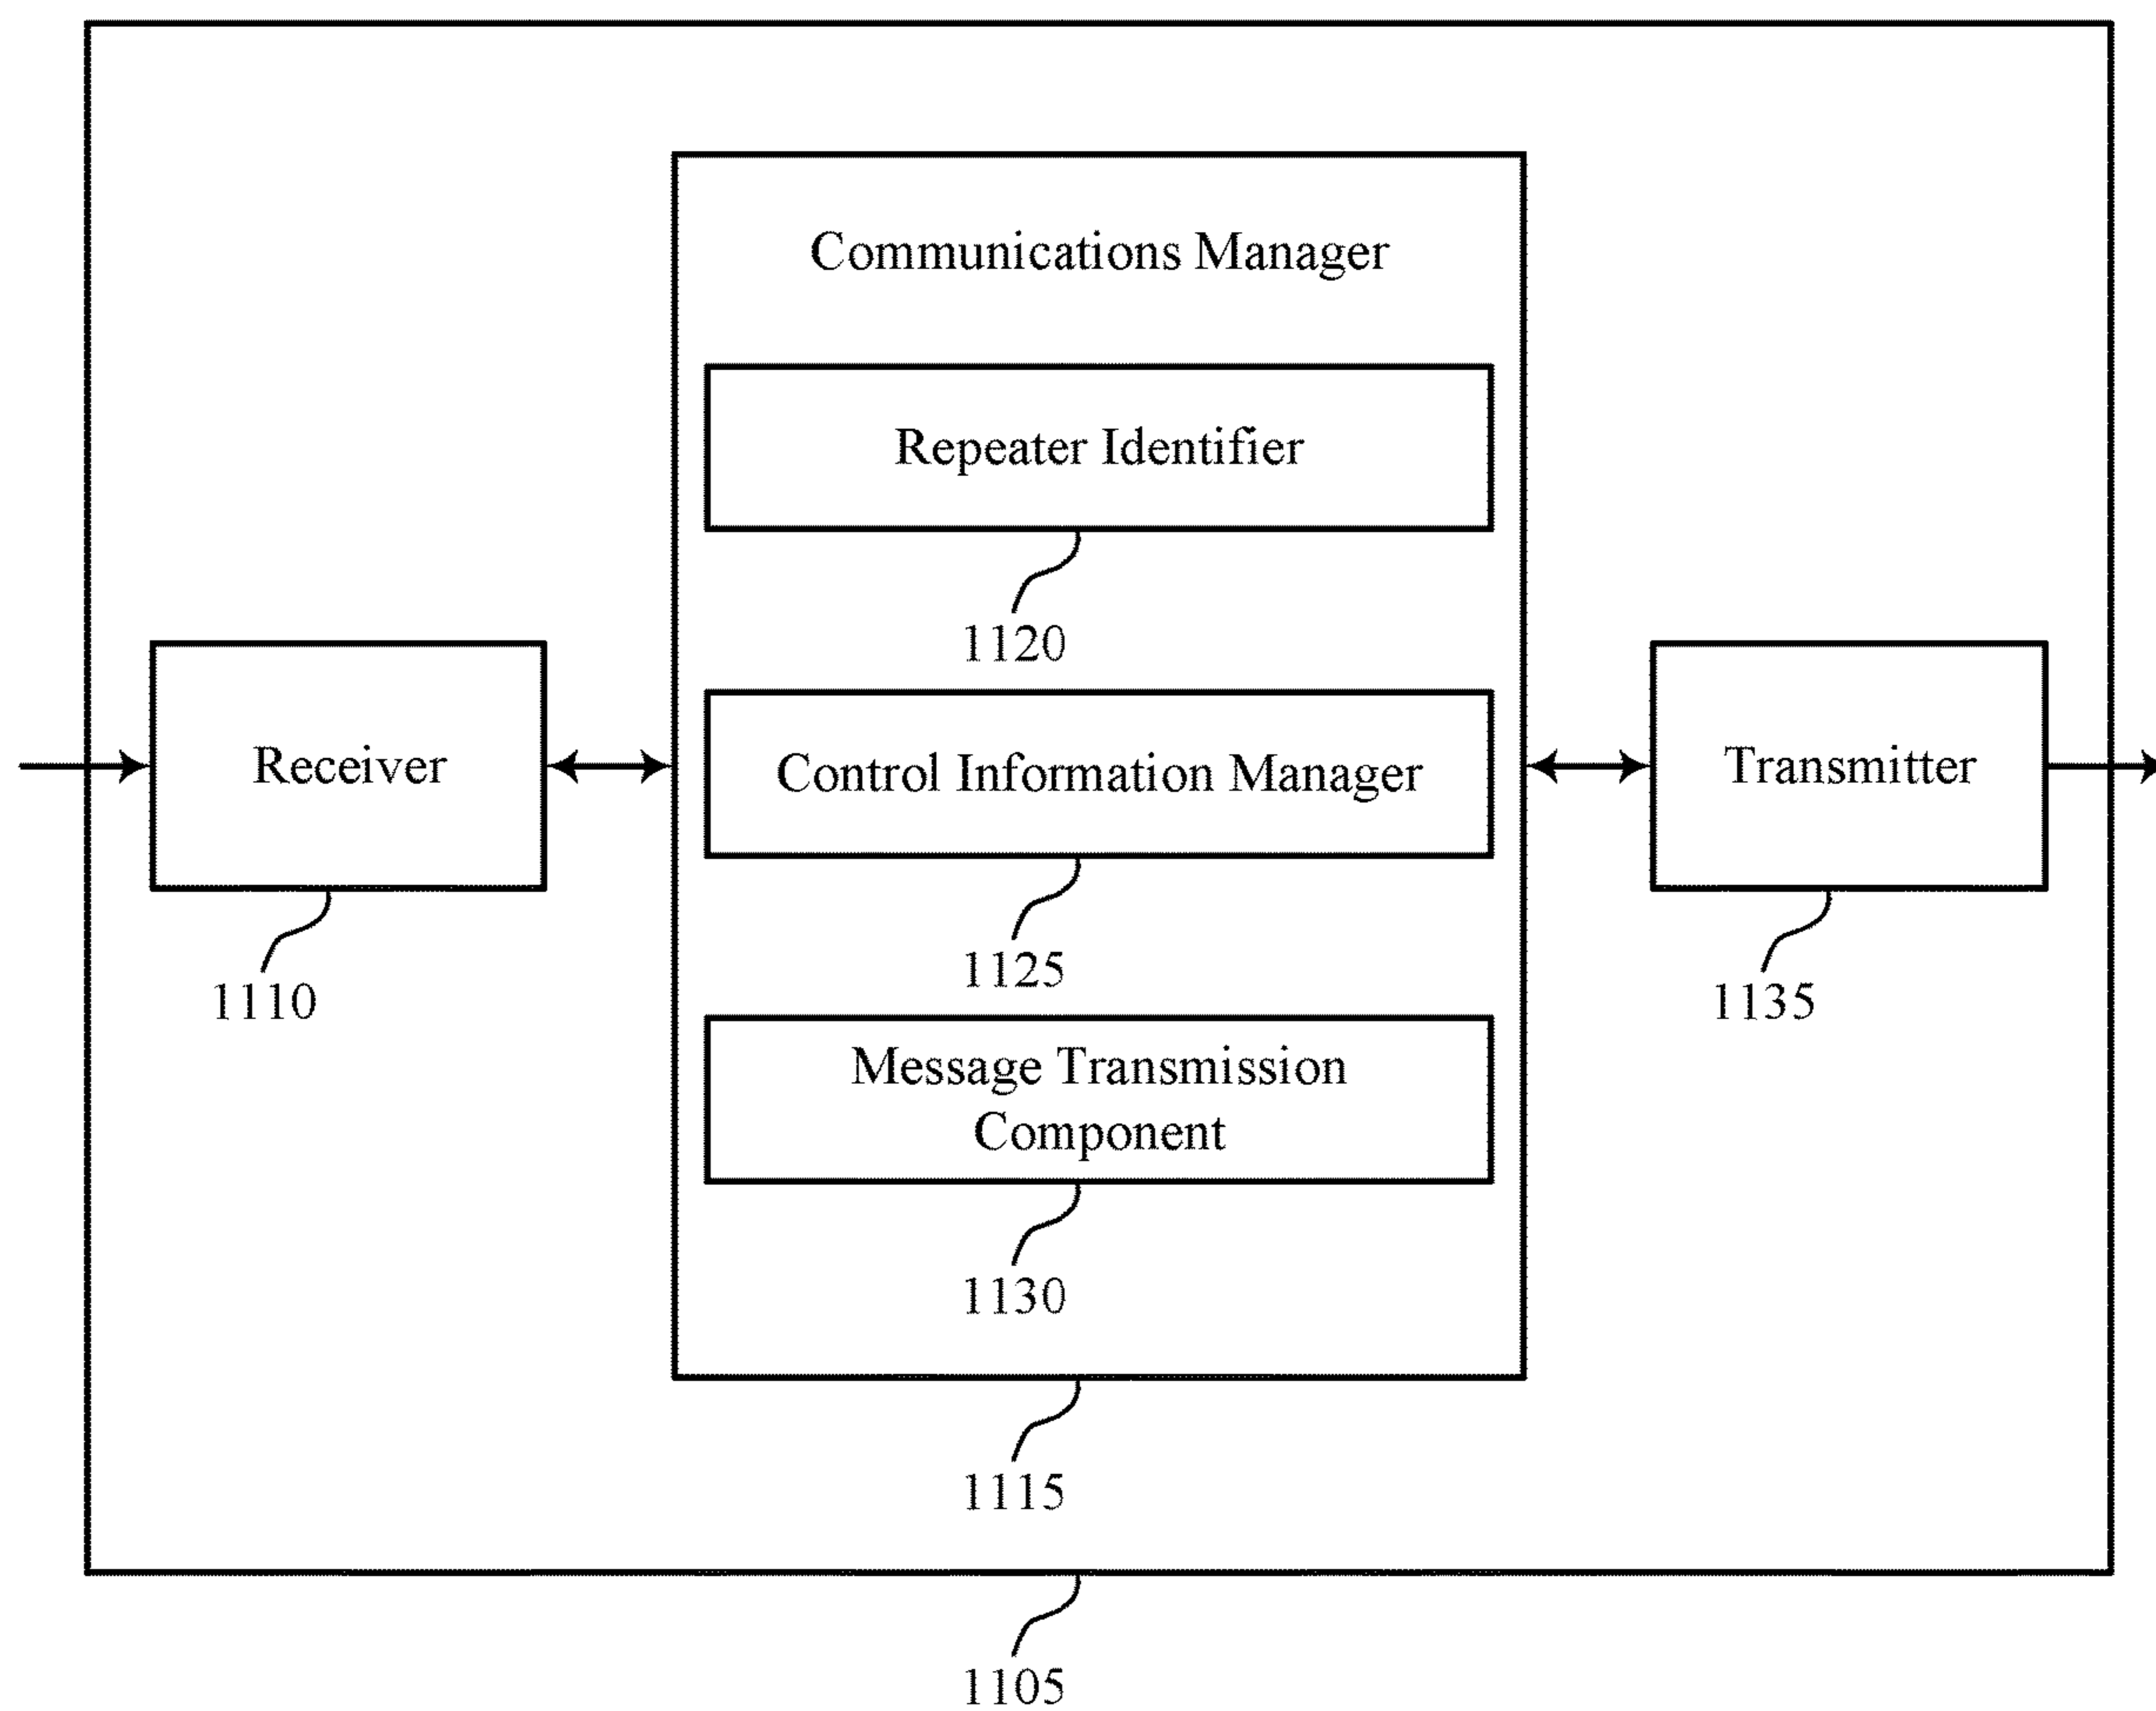 Communications Manager
Repeater Identifier
1120
Receiver
1110
Control Information Manager
1125
Transmitter
1135
Message Transmission
Component
1130
1115
1105